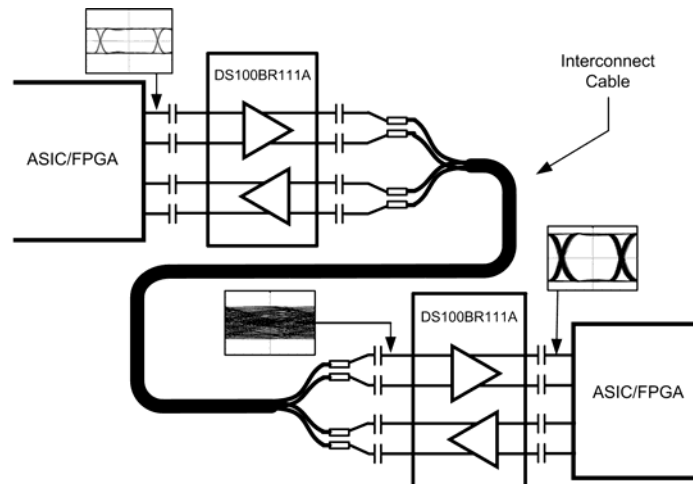 DS100BR111A
Interconnect
Cable
ASIC/FPGA
DS100BR111A
ASIC/FPGA